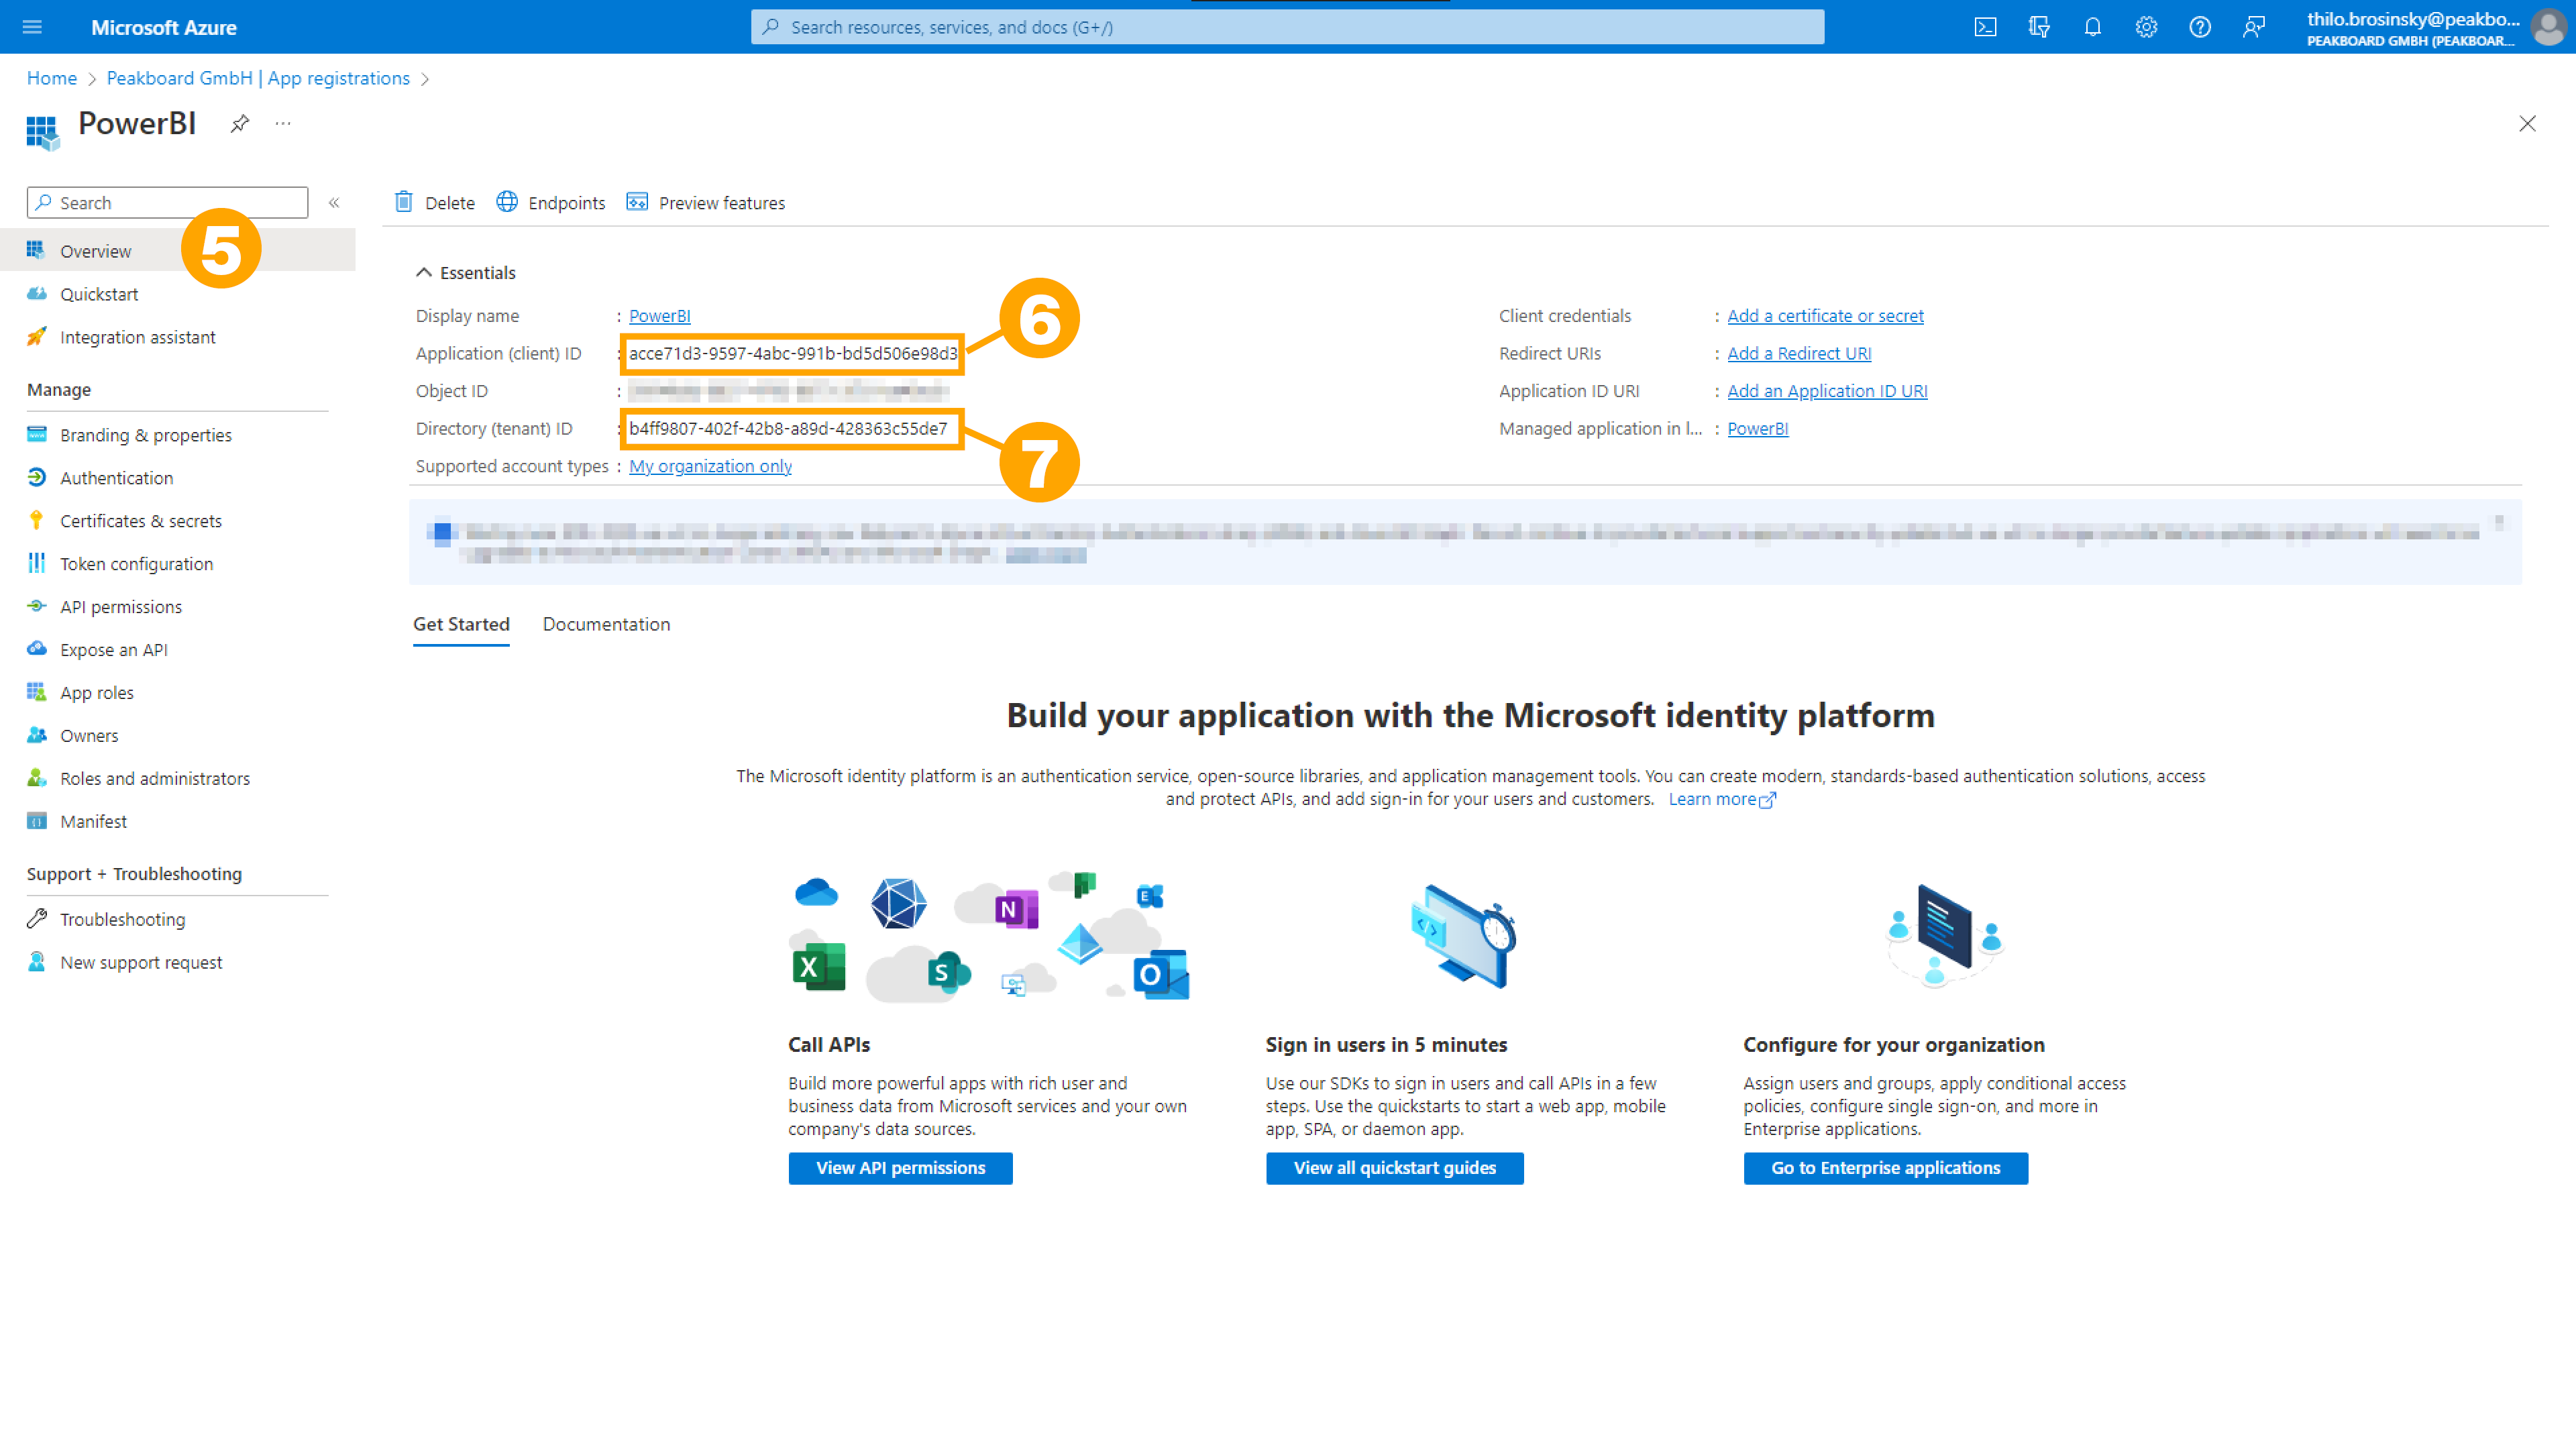 Microsoft Azure
Search resources, services, and docs (G+/)
thilo.brosinsky@peakbo...
PEAKBOARD GMBH (PEAKBOAR...
Home > Peakboard GmbH | App registrations >
PowerBI
...
Search
«
Delete
Endpoints
Preview features
Overview
5
Quickstart
Integration assistant
Manage
Branding & properties
Authentication
Certificates & secrets
Token configuration
API permissions
Expose an API
App roles
Owners
Roles and administrators
Manifest
Support + Troubleshooting
Troubleshooting
New support request
Essentials
Display name : PowerBI
Application (client) ID : acce71d3-9597-4abc-991b-bd5d506e98d3
6
Object ID :
Directory (tenant) ID : b4ff9807-402f-42b8-a89d-428363c55de7
7
Supported account types : My organization only
Client credentials : Add a certificate or secret
Redirect URIs : Add a Redirect URI
Application ID URI : Add an Application ID URI
Managed application in l... : PowerBI
Get Started
Documentation
Build your application with the Microsoft identity platform
The Microsoft identity platform is an authentication service, open-source libraries, and application management tools. You can create modern, standards-based authentication solutions, access
and protect APIs, and add sign-in for your users and customers. Learn more
N
E
X
S
O
Call APIs
Build more powerful apps with rich user and
business data from Microsoft services and your own
company's data sources.
View API permissions
Sign in users in 5 minutes
Use our SDKs to sign in users and call APIs in a few
steps. Use the quickstarts to start a web app, mobile
app, SPA, or daemon app.
View all quickstart guides
Configure for your organization
Assign users and groups, apply conditional access
policies, configure single sign-on, and more in
Enterprise applications.
Go to Enterprise applications